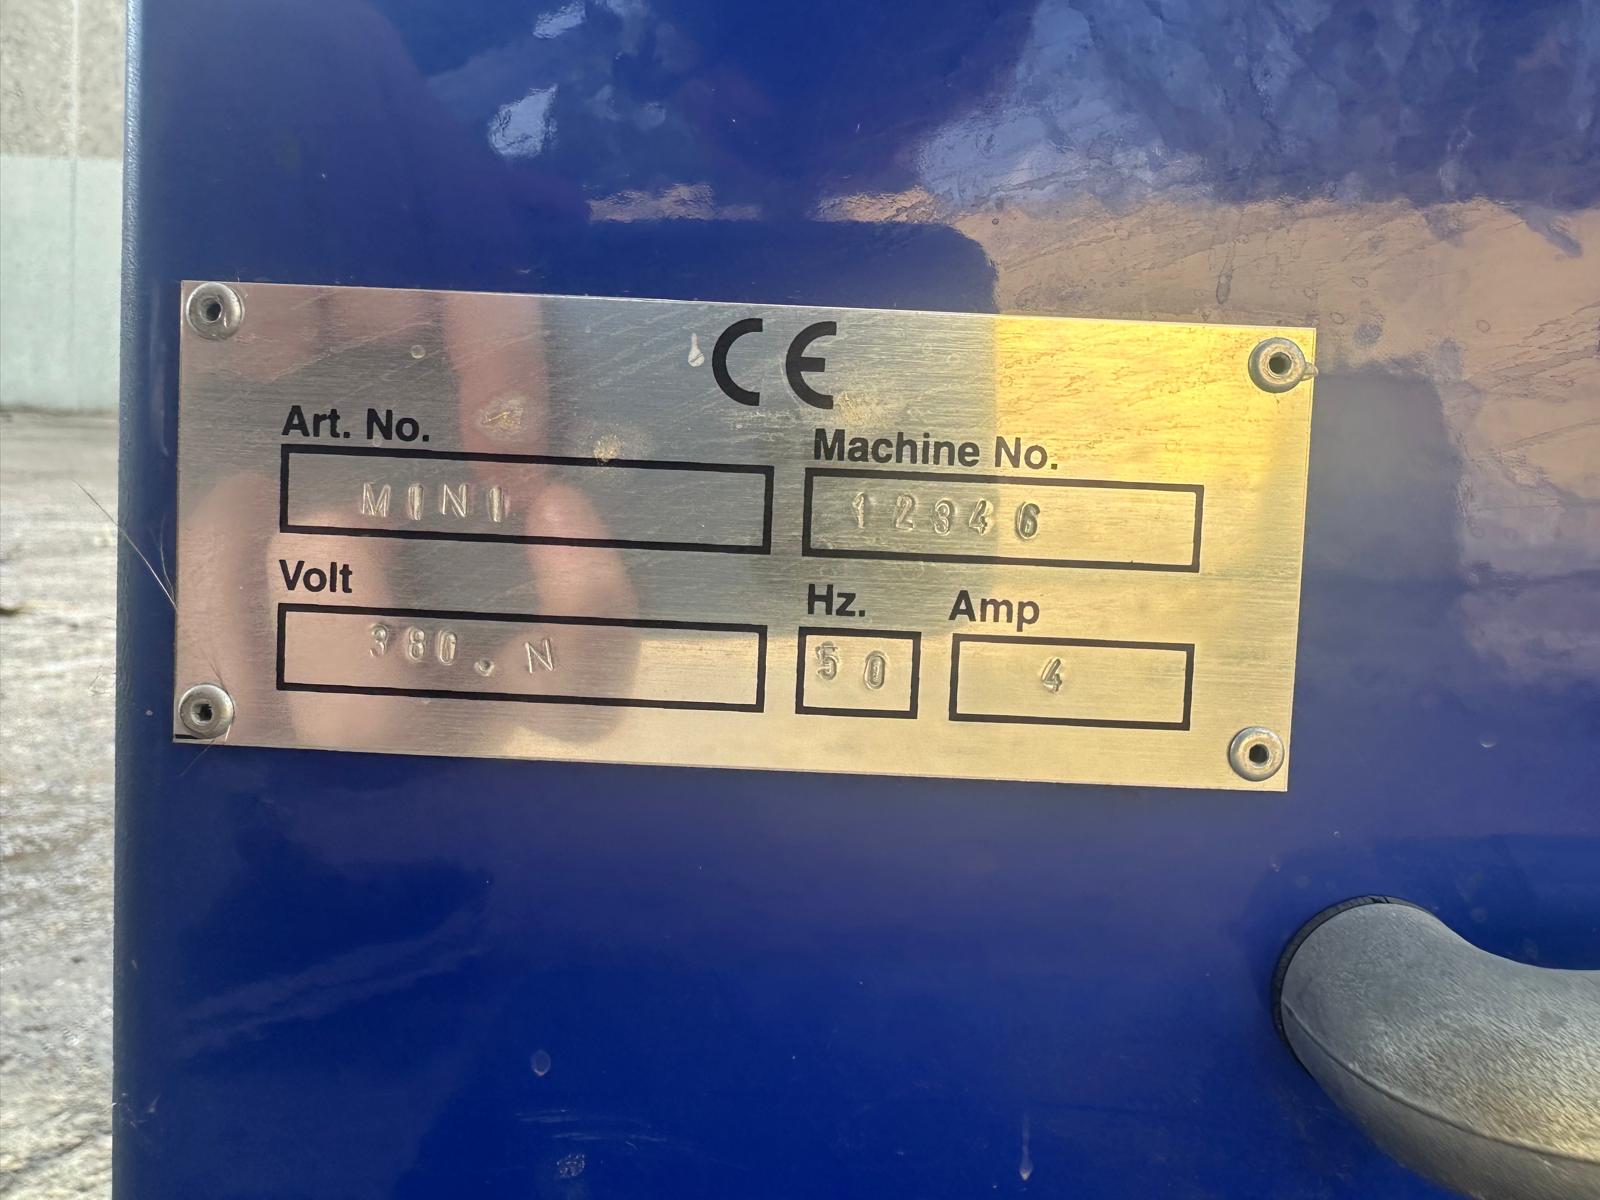 CE
Art. No.
MINI
Machine No.
12346
Volt
380. N
Hz.
50
Amp
4